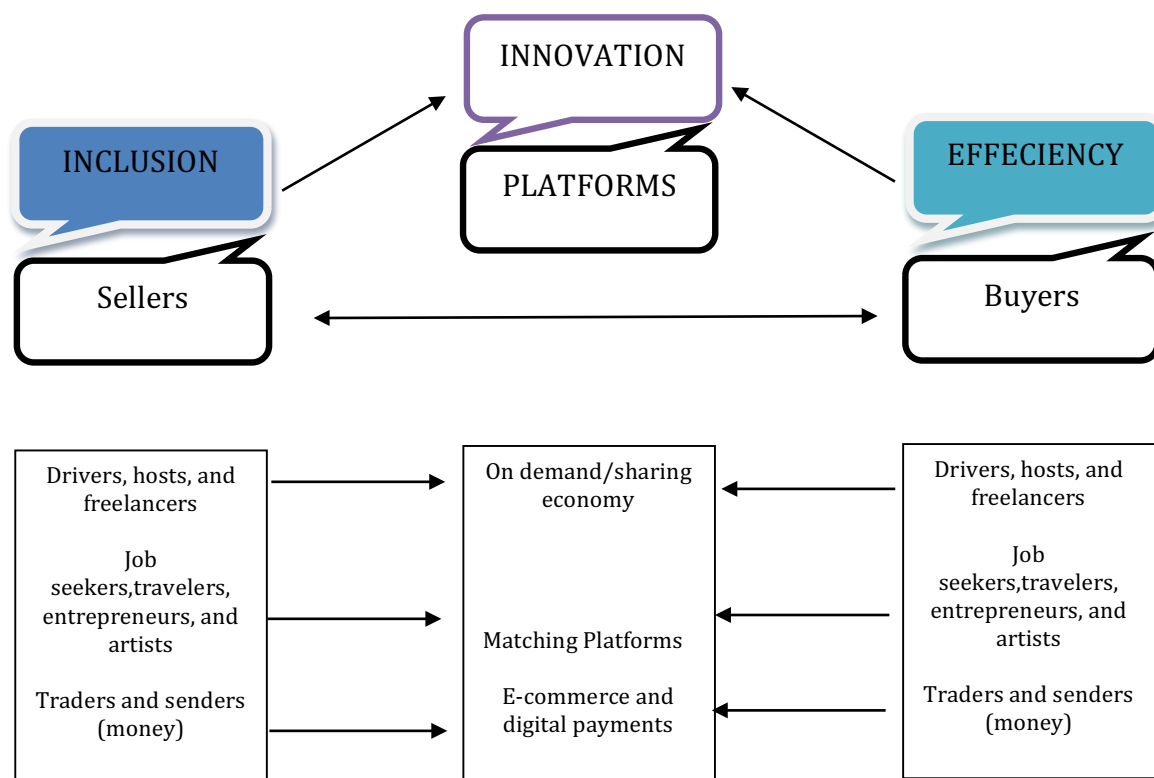 INNOVATION
INCLUSION
EFFECIENCY
PLATFORMS
Sellers
Buyers
Drivers, hosts, and
freelancers
Job
seekers,travelers,
entrepreneurs, and
artists
Traders and senders
(money)
On demand/sharing
economy
Matching Platforms
E-commerce and
digital payments
Drivers, hosts, and
freelancers
Job
seekers,travelers,
entrepreneurs, and
artists
Traders and senders
(money)